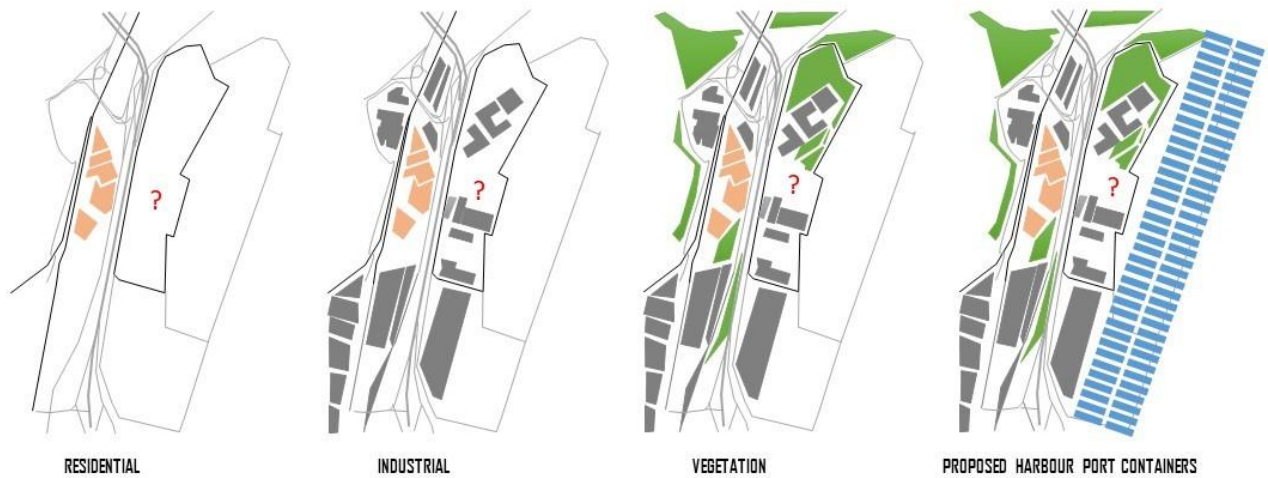 ?
?
?
?
RESIDENTIAL
INDUSTRIAL
VEGETATION
PROPOSED HARBOUR PORT CONTAINERS